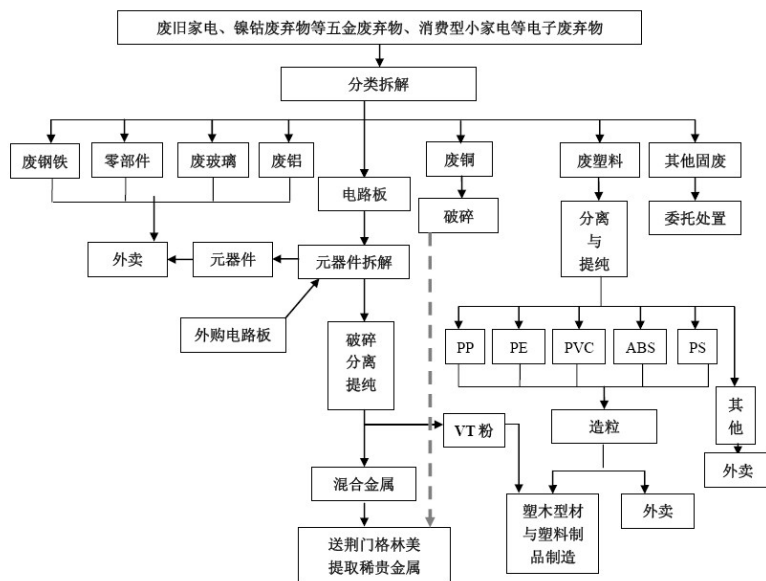 废旧家电、镍钴废弃物等五金废弃物、消费型小家电等电子废弃物
分类拆解
废钢铁
零部件
废玻璃
废铝
废铜
废塑料
其他固废
电路板
破碎
分离
与
提纯
委托处置
外卖
元器件
元器件拆解
外购电路板
破碎
分离
提纯
PP
PE
PVC
ABS
PS
其
他
VT 粉
造粒
外卖
混合金属
塑木型材
与塑料制
品制造
外卖
送荆门格林美
提取稀贵金属